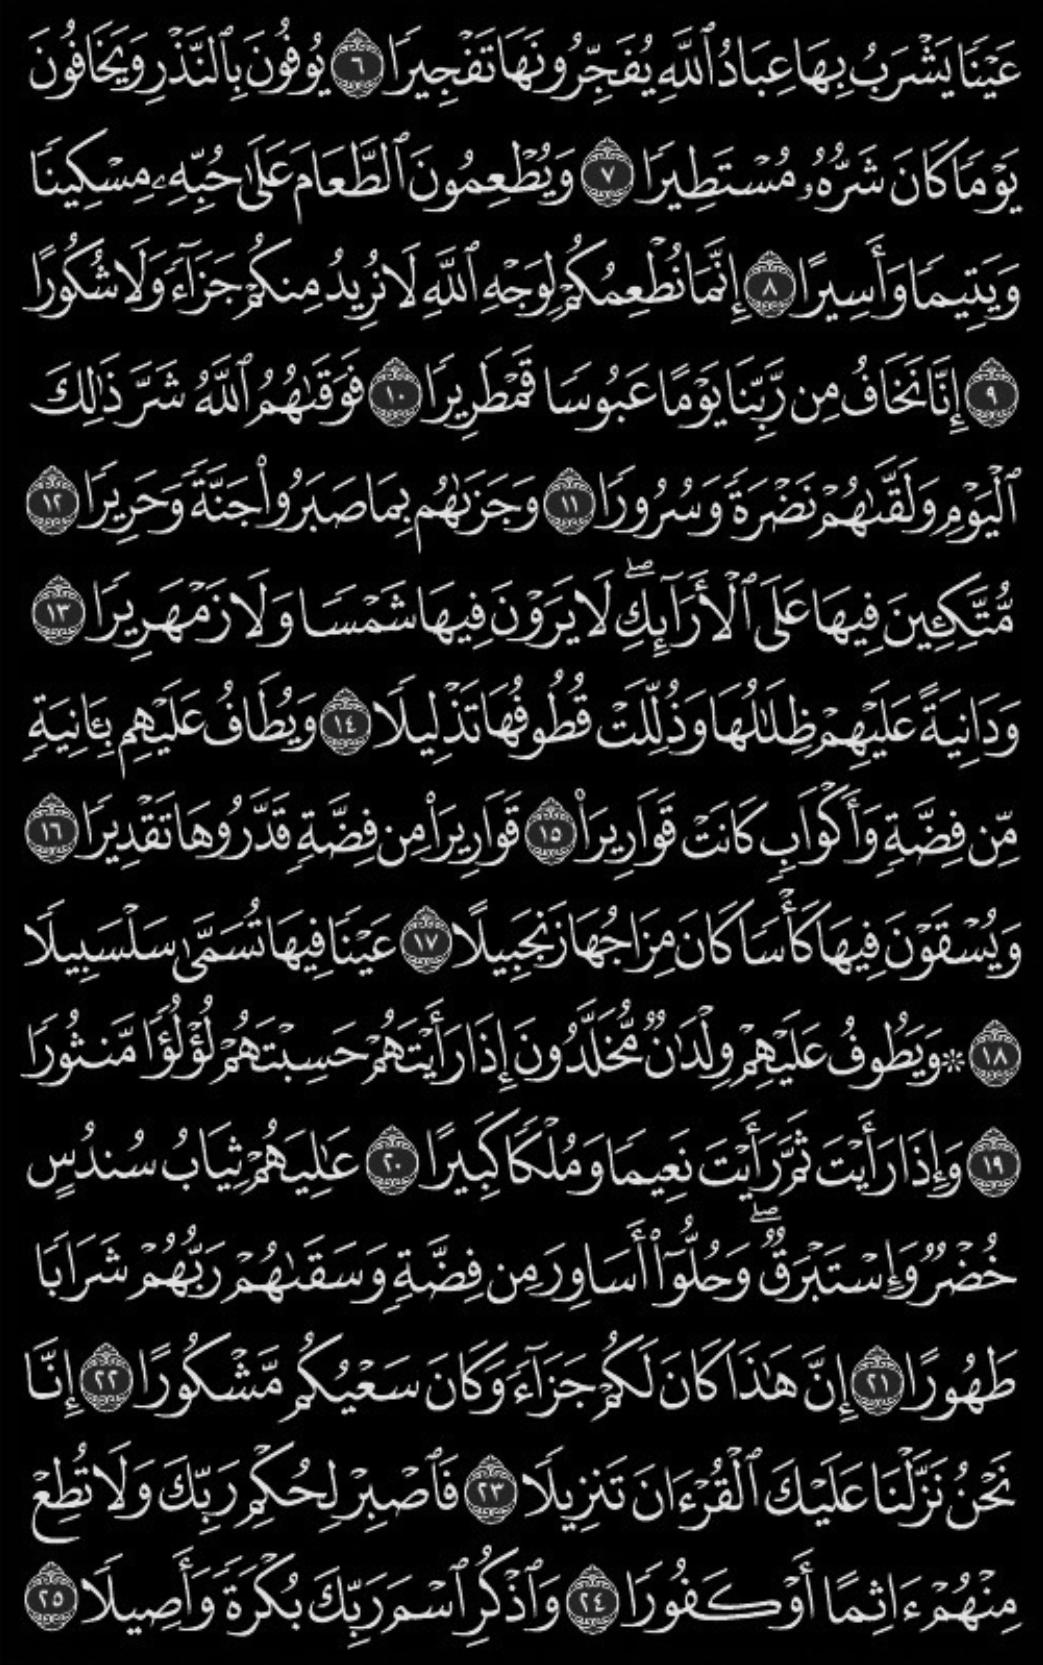 عَيْنًا يَشْرَبُ بِهَا عِبَادُ ٱللَّهِ يُفَجِّرُونَهَا تَفْجِيرًا ٦ يُوفُونَ بِٱلنَّذْرِ وَيَخَافُونَ
يَوْمًا كَانَ شَرُّهُۥ مُسْتَطِيرًا ٧ وَيُطْعِمُونَ ٱلطَّعَامَ عَلَىٰ حُبِّهِۦ مِسْكِينًا
وَيَتِيمًا وَأَسِيرًا ٨ إِنَّمَا نُطْعِمُكُمْ لِوَجْهِ ٱللَّهِ لَا نُرِيدُ مِنكُمْ جَزَآءً وَلَا شُكُورًا
٩ إِنَّا نَخَافُ مِن رَّبِّنَا يَوْمًا عَبُوسًا قَمْطَرِيرًا ١٠ فَوَقَىٰهُمُ ٱللَّهُ شَرَّ ذَٰلِكَ
ٱلْيَوْمِ وَلَقَّىٰهُمْ نَضْرَةً وَسُرُورًا ١١ وَجَزَىٰهُم بِمَا صَبَرُوا۟ جَنَّةً وَحَرِيرًا ١٢
مُّتَّكِـِٔينَ فِيهَا عَلَى ٱلْأَرَآئِكِ ۖ لَا يَرَوْنَ فِيهَا شَمْسًا وَلَا زَمْهَرِيرًا ١٣
وَدَانِيَةً عَلَيْهِمْ ظِلَـٰلُهَا وَذُلِّلَتْ قُطُوفُهَا تَذْلِيلًا ١٤ وَيُطَافُ عَلَيْهِم بِـَٔانِيَةٍ
مِّن فِضَّةٍ وَأَكْوَابٍ كَانَتْ قَوَارِيرَا۠ ١٥ قَوَارِيرَا۟ مِن فِضَّةٍ قَدَّرُوهَا تَقْدِيرًا ١٦
وَيُسْقَوْنَ فِيهَا كَأْسًا كَانَ مِزَاجُهَا زَنجَبِيلًا ١٧ عَيْنًا فِيهَا تُسَمَّىٰ سَلْسَبِيلًا
١٨ * وَيَطُوفُ عَلَيْهِمْ وِلْدَٰنٌ مُّخَلَّدُونَ إِذَا رَأَيْتَهُمْ حَسِبْتَهُمْ لُؤْلُؤًا مَّنثُورًا
١٩ وَإِذَا رَأَيْتَ ثَمَّ رَأَيْتَ نَعِيمًا وَمُلْكًا كَبِيرًا ٢٠ عَـٰلِيَهُمْ ثِيَابُ سُندُسٍ
خُضْرٌ وَإِسْتَبْرَقٌ ۖ وَحُلُّوٓا۟ أَسَاوِرَ مِن فِضَّةٍ وَسَقَىٰهُمْ رَبُّهُمْ شَرَابًا
طَهُورًا ٢١ إِنَّ هَـٰذَا كَانَ لَكُمْ جَزَآءً وَكَانَ سَعْيُكُم مَّشْكُورًا ٢٢ إِنَّا
نَحْنُ نَزَّلْنَا عَلَيْكَ ٱلْقُرْءَانَ تَنزِيلًا ٢٣ فَٱصْبِرْ لِحُكْمِ رَبِّكَ وَلَا تُطِعْ
مِنْهُمْ ءَاثِمًا أَوْ كَفُورًا ٢٤ وَٱذْكُرِ ٱسْمَ رَبِّكَ بُكْرَةً وَأَصِيلًا ٢٥